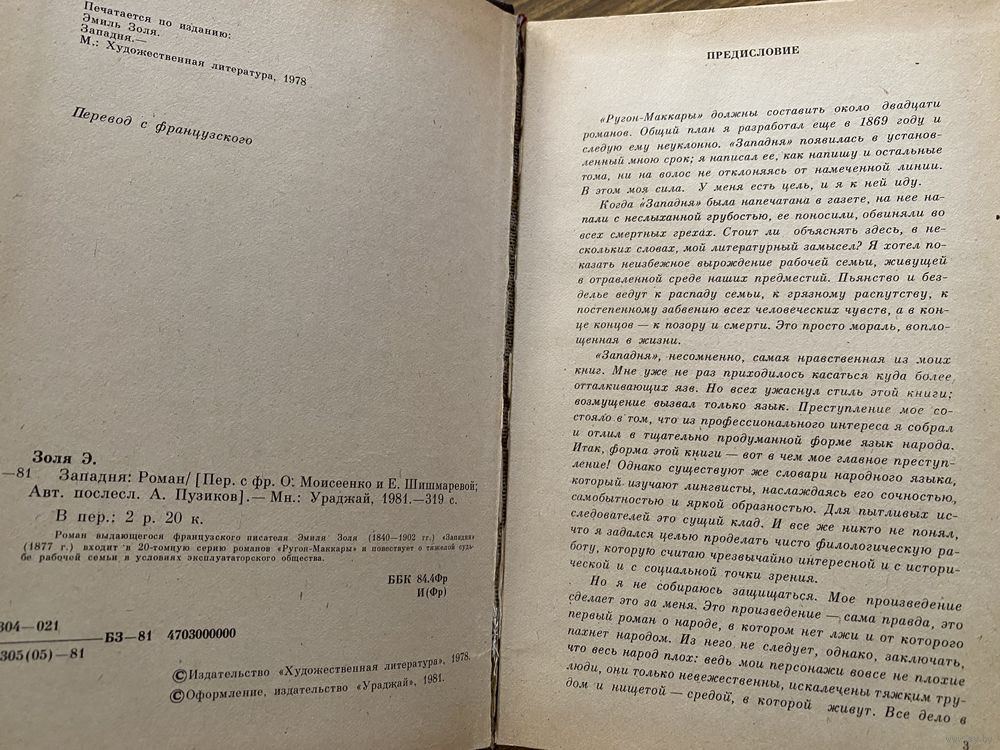 Печатается по изданию:
Эмиль Золя.
Западня.—
М.: Художественная литература, 1978
Перевод с французского
Золя Э.
—81 Западня: Роман/[Пер. с фр. О. Моисеенко и Е. Шишмаревой;
Авт. послесл. А. Пузиков].— Мн.: Ураджай, 1981.—319 с.
В пер.: 2 р. 20 к.
Роман выдающегося французского писателя Эмиля Золя (1840—1902 гг.) «Западня»
(1877 г.) входит в 20-томную серию романов «Ругон-Маккары» и повествует о тяжелой судь-
бе рабочей семьи в условиях эксплуататорского общества.
ББК 84.4Фр
И(Фр)
304—021
——БЗ—81 4703000000
305(05)—81
©Издательство «Художественная литература», 1978.
©Оформление, издательство «Ураджай», 1981.
ПРЕДИСЛОВИЕ
«Ругон-Маккары» должны составить около двадцати
романов. Общий план я разработал еще в 1869 году и
следую ему неуклонно. «Западня» появилась в установ-
ленный мною срок; я написал ее, как напишу и остальные
тома, ни на волос не отклоняясь от намеченной линии.
В этом моя сила. У меня есть цель, и я к ней иду.
Когда «Западня» была напечатана в газете, на нее на-
пали с неслыханной грубостью, ее поносили, обвиняли во
всех смертных грехах. Стоит ли объяснять здесь, в не-
скольких словах, мой литературный замысел? Я хотел по-
казать неизбежное вырождение рабочей семьи, живущей
в отравленной среде наших предместий. Пьянство и без-
делье ведут к распаду семьи, к грязному распутству, к
постепенному забвению всех человеческих чувств, а в кон-
це концов — к позору и смерти. Это просто мораль, вопло-
щенная в жизни.
«Западня», несомненно, самая нравственная из моих
книг. Мне уже не раз приходилось касаться куда более
отталкивающих язв. Но всех ужаснул стиль этой книги;
возмущение вызвал только язык. Преступление мое со-
стояло в том, что из профессионального интереса я собрал
и отлил в тщательно продуманной форме язык народа.
Итак, форма этой книги — вот в чем мое главное преступ-
ление! Однако существуют же словари народного языка,
который изучают лингвисты, наслаждаясь его сочностью,
самобытностью и яркой образностью. Для пытливых ис-
следователей это сущий клад. И все же никто не понял,
что я задался целью проделать чисто филологическую ра-
боту, которую считаю чрезвычайно интересной и с истори-
ческой и с социальной точки зрения.
Но я не собираюсь защищаться. Мое произведение
сделает это за меня. Это произведение — сама правда, это
первый роман о народе, в котором нет лжи и от которого
пахнет народом. Из него не следует, однако, заключать,
что весь народ плох: ведь мои персонажи вовсе не плохие
люди, они только невежественны, искалечены тяжким тру-
дом и нищетой — средой, в которой живут. Все дело в
3